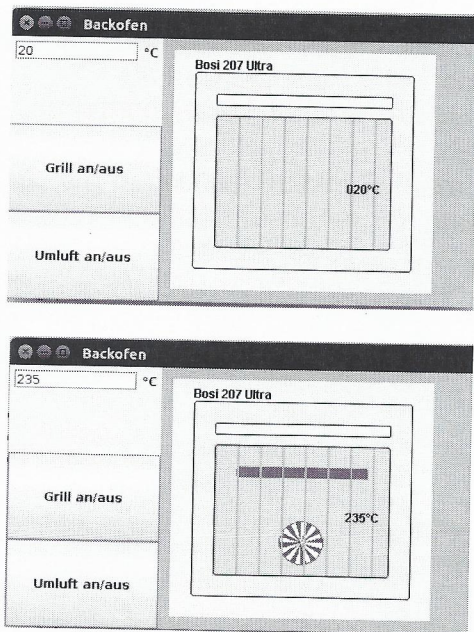 Backofen
20 °C
Bosi 207 Ultra
020°C
Grill an/aus
Umluft an/aus
Backofen
235 °C
Bosi 207 Ultra
235°C
Grill an/aus
Umluft an/aus